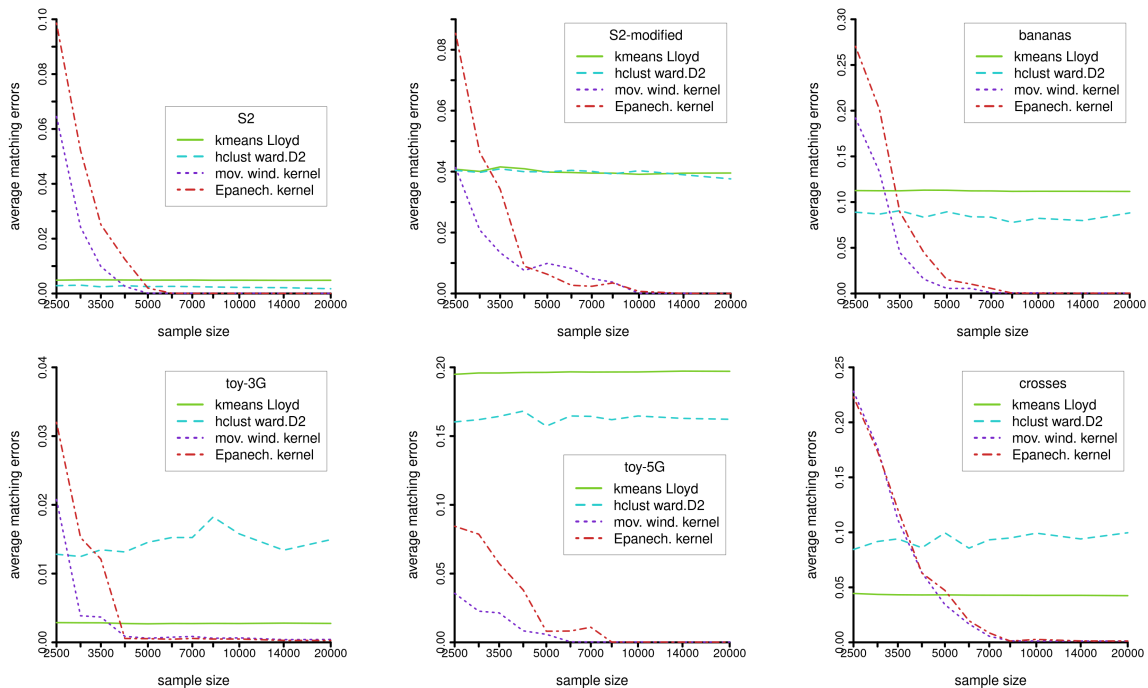 0.00
0.02
0.04
0.06
0.08
0.10
average matching errors
S2
kmeans Lloyd
hclust ward.D2
mov. wind. kernel
Epanech. kernel
2500 3500 5000 7000 10000 14000 20000
sample size
0.00
0.02
0.04
0.06
0.08
average matching errors
S2-modified
kmeans Lloyd
hclust ward.D2
mov. wind. kernel
Epanech. kernel
2500 3500 5000 7000 10000 14000 20000
sample size
0.00
0.05
0.10
0.15
0.20
0.25
0.30
average matching errors
bananas
kmeans Lloyd
hclust ward.D2
mov. wind. kernel
Epanech. kernel
2500 3500 5000 7000 10000 14000 20000
sample size
0.00
0.01
0.02
0.03
0.04
average matching errors
toy-3G
kmeans Lloyd
hclust ward.D2
mov. wind. kernel
Epanech. kernel
2500 3500 5000 7000 10000 14000 20000
sample size
0.00
0.05
0.10
0.15
0.20
average matching errors
toy-5G
kmeans Lloyd
hclust ward.D2
mov. wind. kernel
Epanech. kernel
2500 3500 5000 7000 10000 14000 20000
sample size
0.00
0.05
0.10
0.15
0.20
0.25
average matching errors
crosses
kmeans Lloyd
hclust ward.D2
mov. wind. kernel
Epanech. kernel
2500 3500 5000 7000 10000 14000 20000
sample size